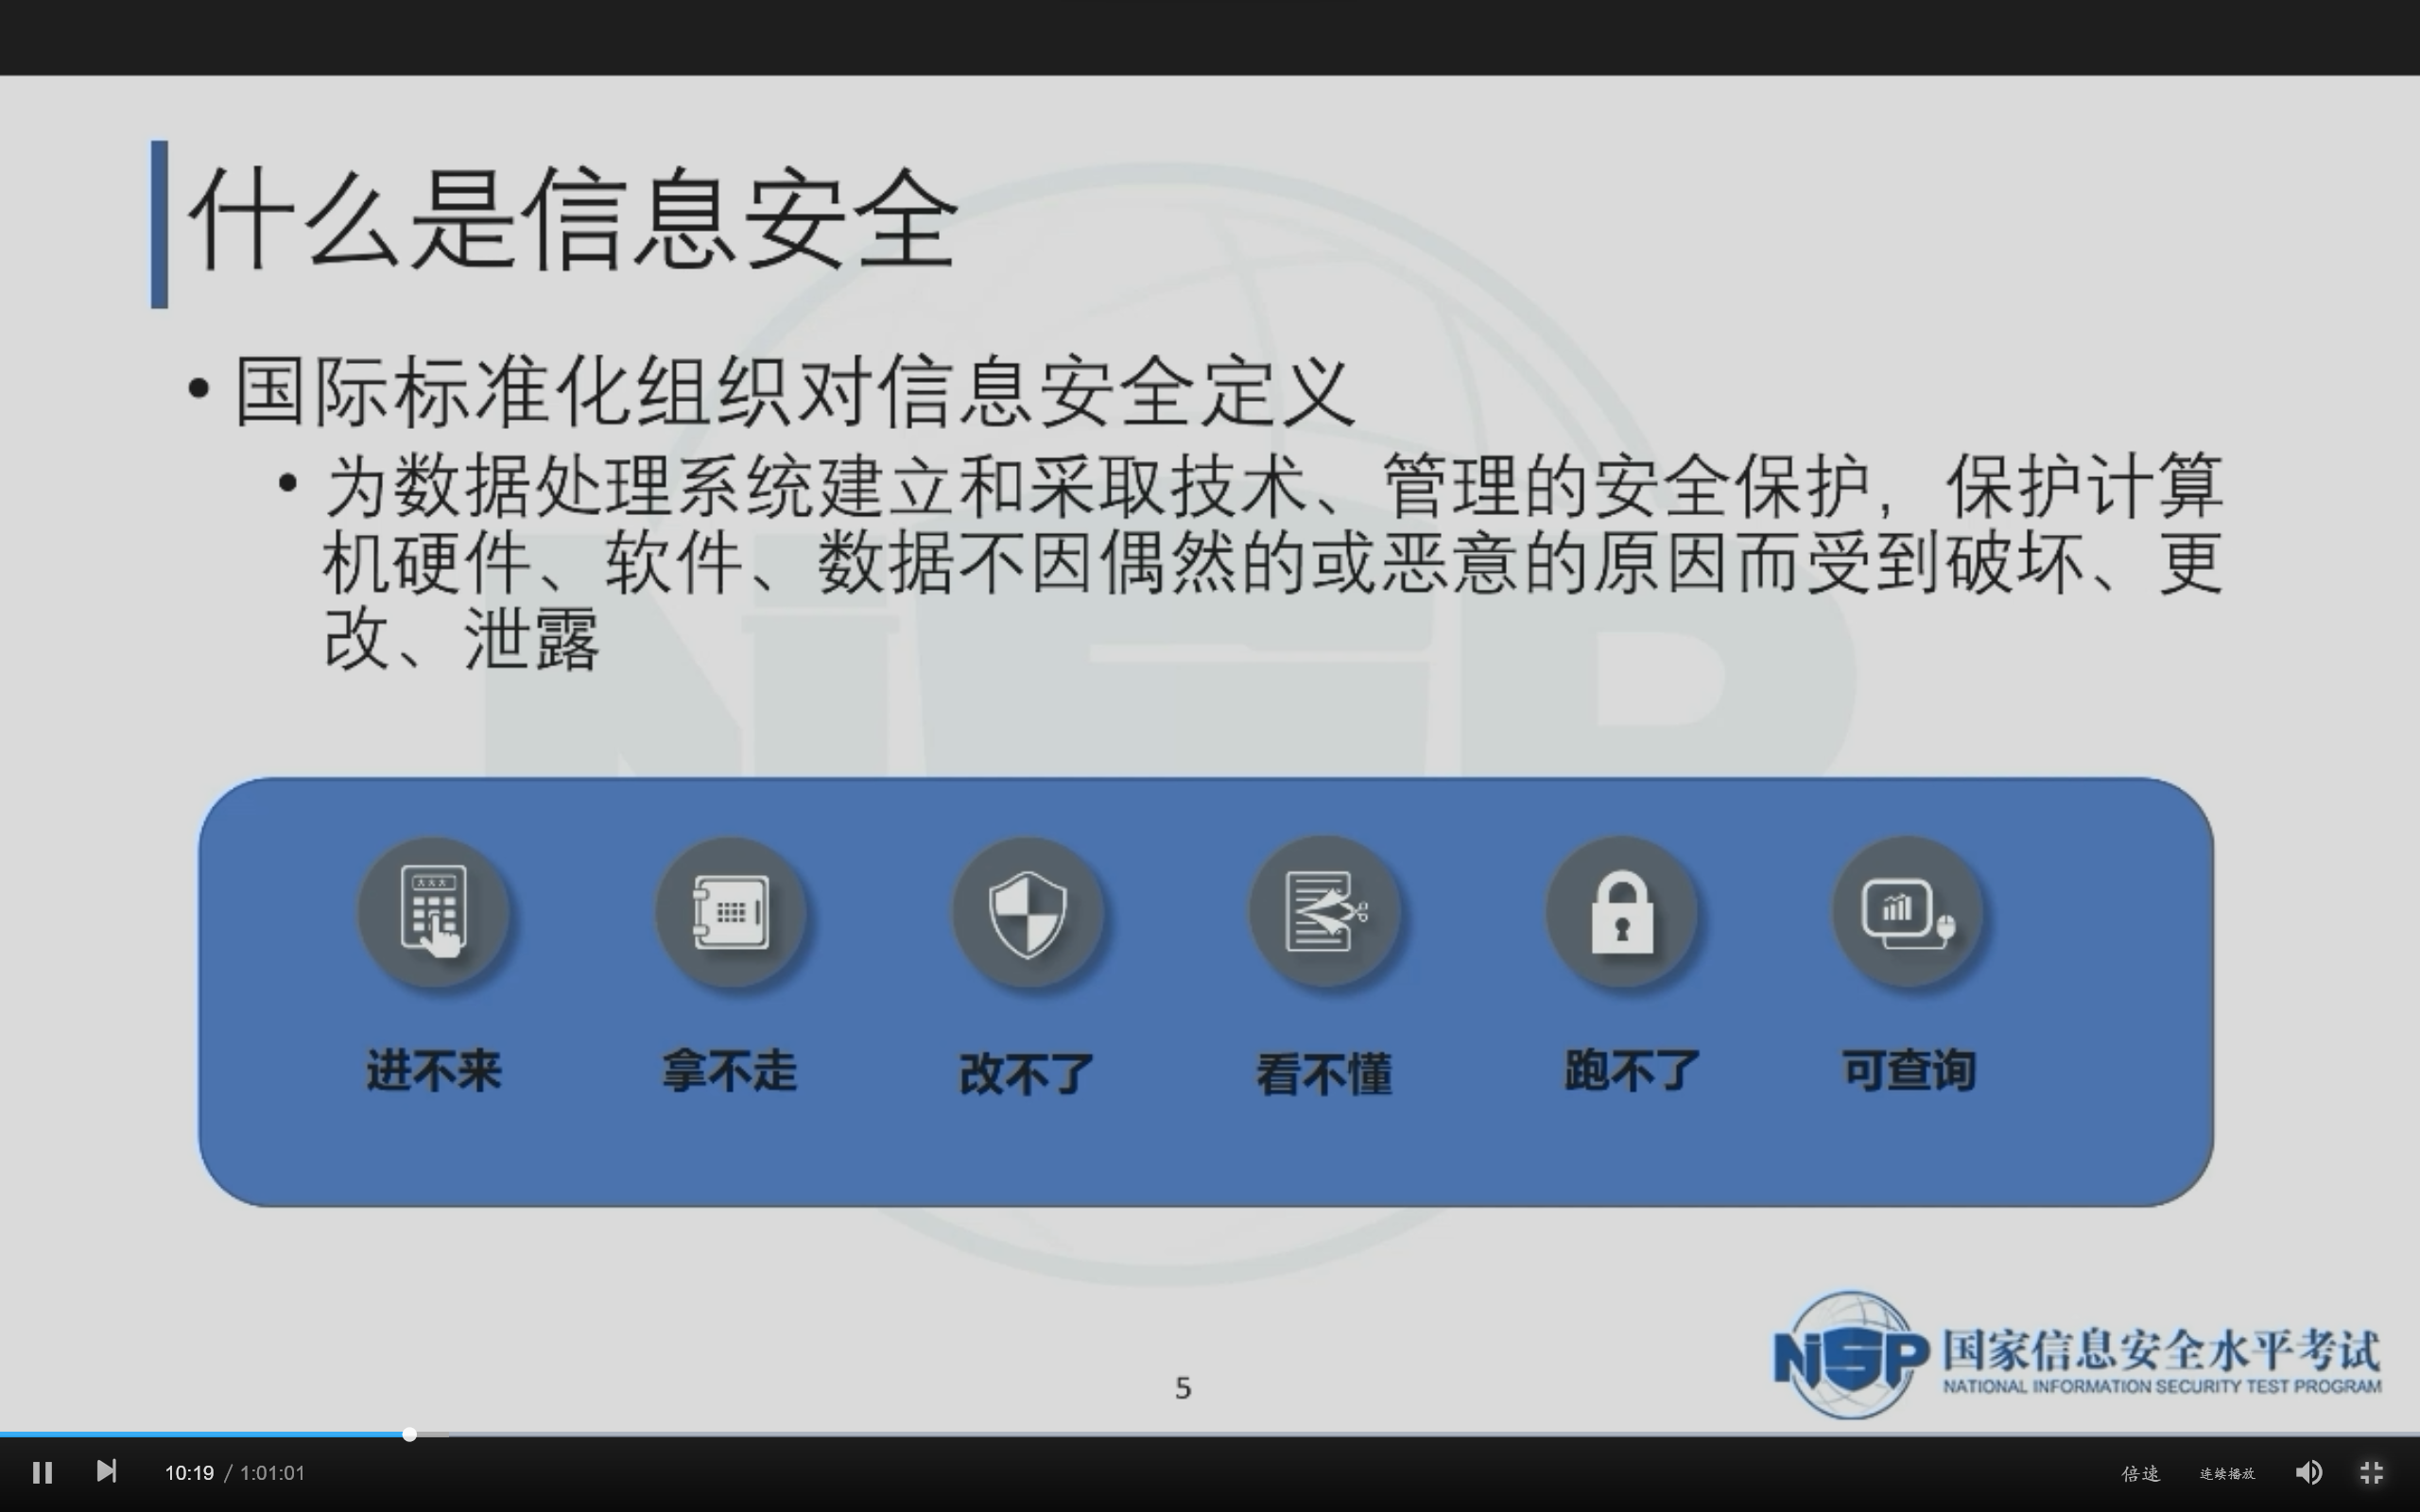 什么是信息安全
• 国际标准化组织对信息安全定义
• 为数据处理系统建立和采取技术、管理的安全保护，保护计算
机硬件、软件、数据不因偶然的或恶意的原因而受到破坏、更
改、泄露
进不来 拿不走 改不了 看不懂 跑不了 可查询
NISP 国家信息安全水平考试
NATIONAL INFORMATION SECURITY TEST PROGRAM
5
10:19 / 1:01:01 倍速 连续播放